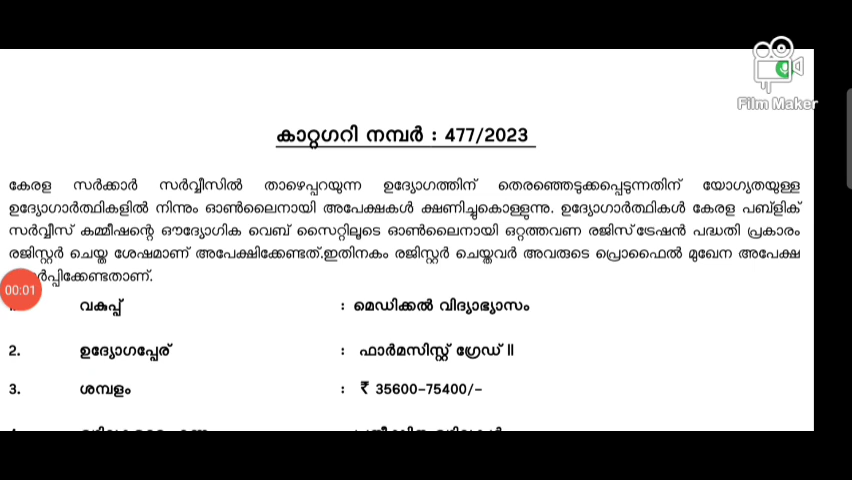 Film Maker
കാറ്റഗറി നമ്പർ : 477/2023
കേരള സർക്കാർ സർവ്വീസിൽ താഴെപ്പറയുന്ന ഉദ്യോഗത്തിന് തെരഞ്ഞെടുക്കപ്പെടുന്നതിന് യോഗ്യതയുള്ള
ഉദ്യോഗാർത്ഥികളിൽ നിന്നും ഓൺലൈനായി അപേക്ഷകൾ ക്ഷണിച്ചുകൊള്ളുന്നു. ഉദ്യോഗാർത്ഥികൾ കേരള പബ്ളിക്
സർവ്വീസ് കമ്മീഷന്റെ ഔദ്യോഗിക വെബ് സൈറ്റിലൂടെ ഓൺലൈനായി ഒറ്റത്തവണ രജിസ്ട്രേഷൻ പദ്ധതി പ്രകാരം
രജിസ്റ്റർ ചെയ്ത ശേഷമാണ് അപേക്ഷിക്കേണ്ടത്.ഇതിനകം രജിസ്റ്റർ ചെയ്തവർ അവരുടെ പ്രൊഫൈൽ മുഖേന അപേക്ഷ
00:01
വകുപ്പ് : മെഡിക്കൽ വിദ്യാഭ്യാസം
2. ഉദ്യോഗപ്പേര് : ഫാർമസിസ്റ്റ് ഗ്രേഡ് II
3. ശമ്പളം : ₹ 35600-75400/-